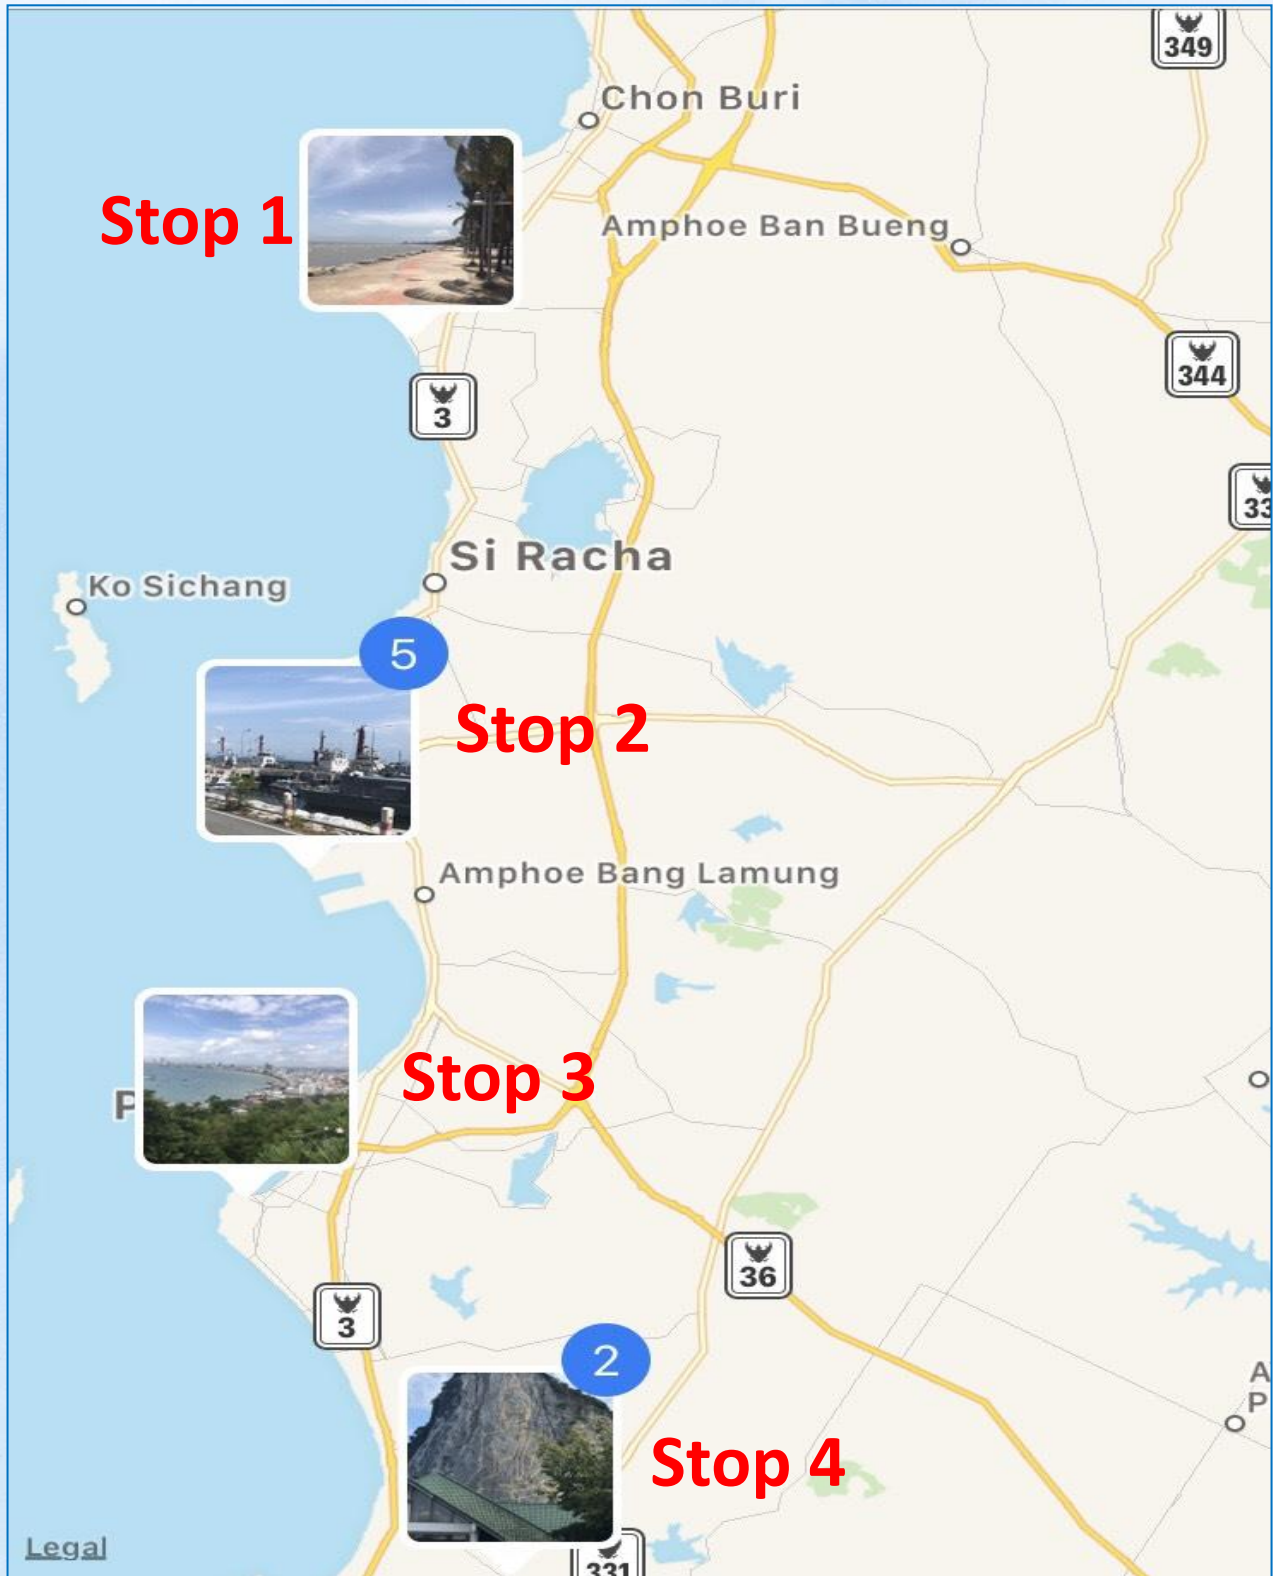 349
Chon Buri
Stop 1
Amphoe Ban Bueng
344
3
33
Si Racha
Ko Sichang
5
Stop 2
Amphoe Bang Lamung
Stop 3
P
36
3
2
A
P
Stop 4
Legal
331